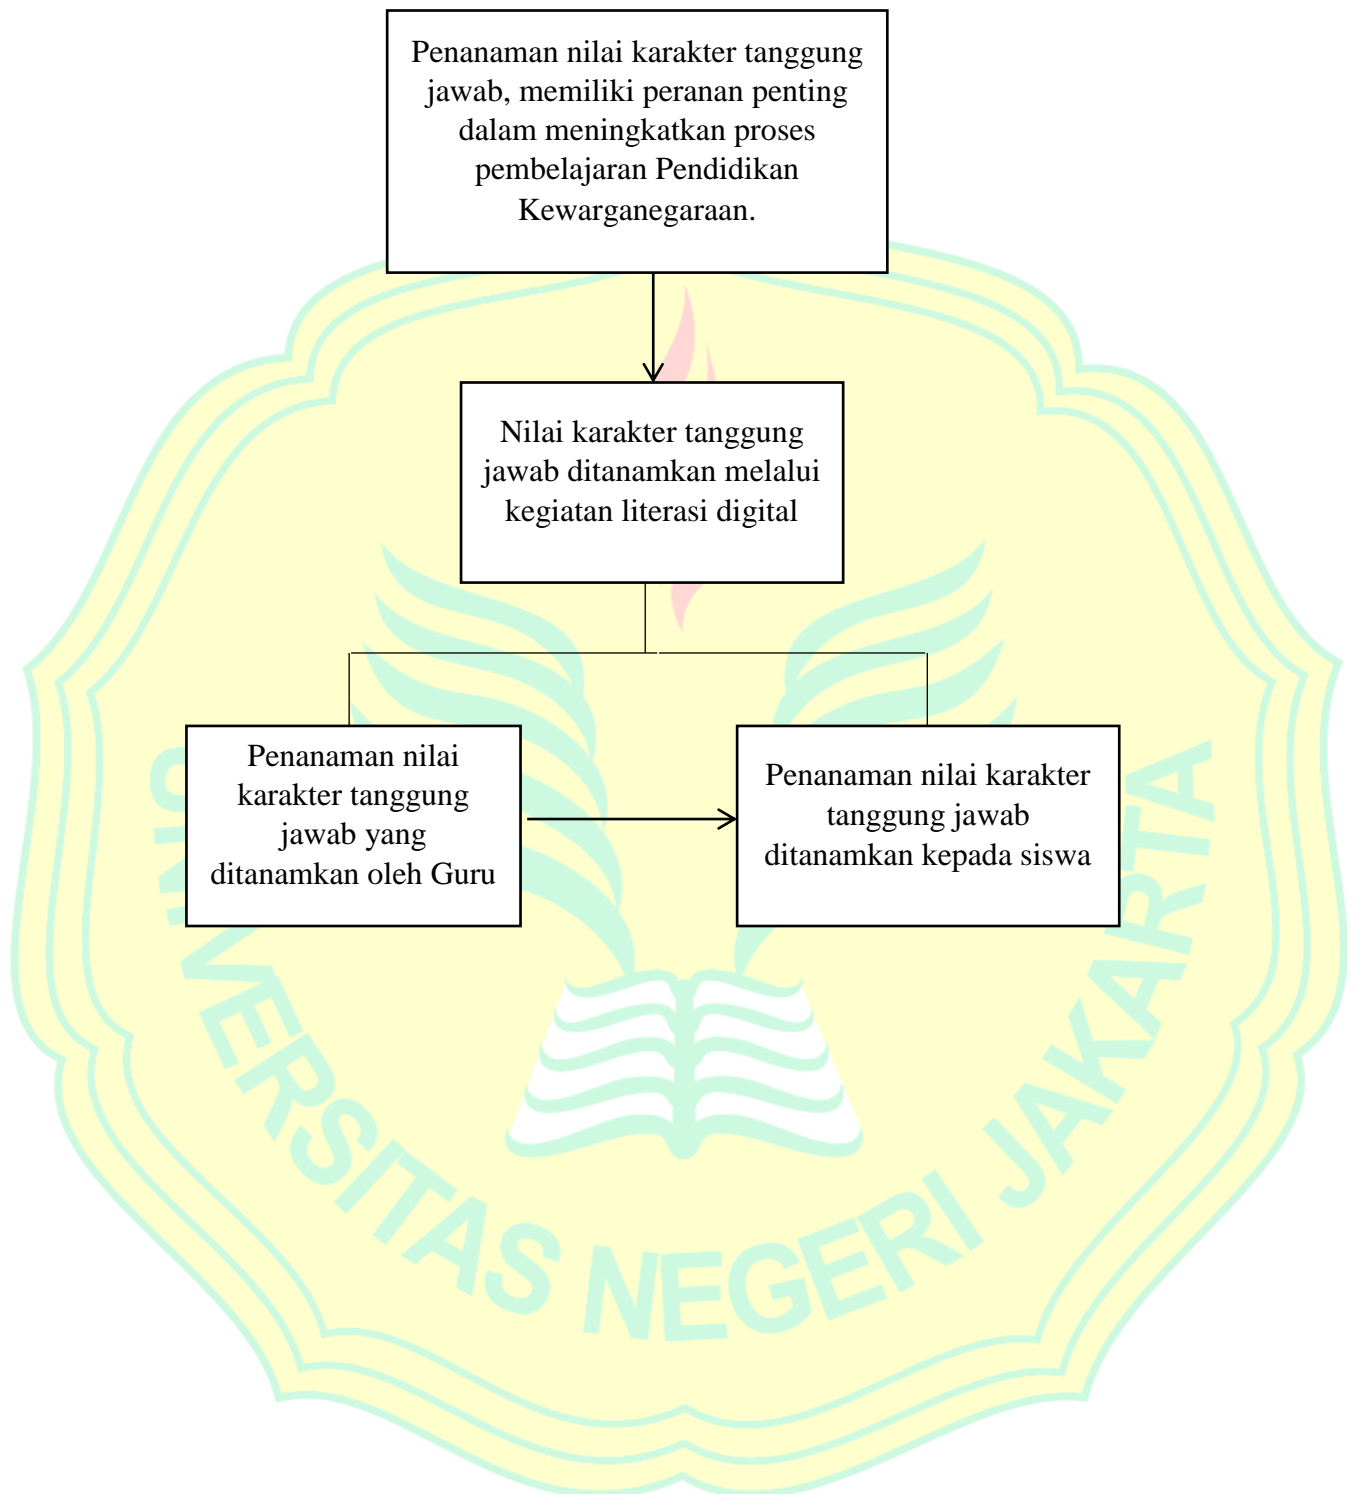 Penanaman nilai karakter tanggung
jawab, memiliki peranan penting
dalam meningkatkan proses
pembelajaran Pendidikan
Kewarganegaraan.
Nilai karakter tanggung
jawab ditanamkan melalui
kegiatan literasi digital
Penanaman nilai
karakter tanggung
jawab yang
ditanamkan oleh Guru
Penanaman nilai karakter
tanggung jawab
ditanamkan kepada siswa
UNIVERSITAS NEGERI JAKARTA